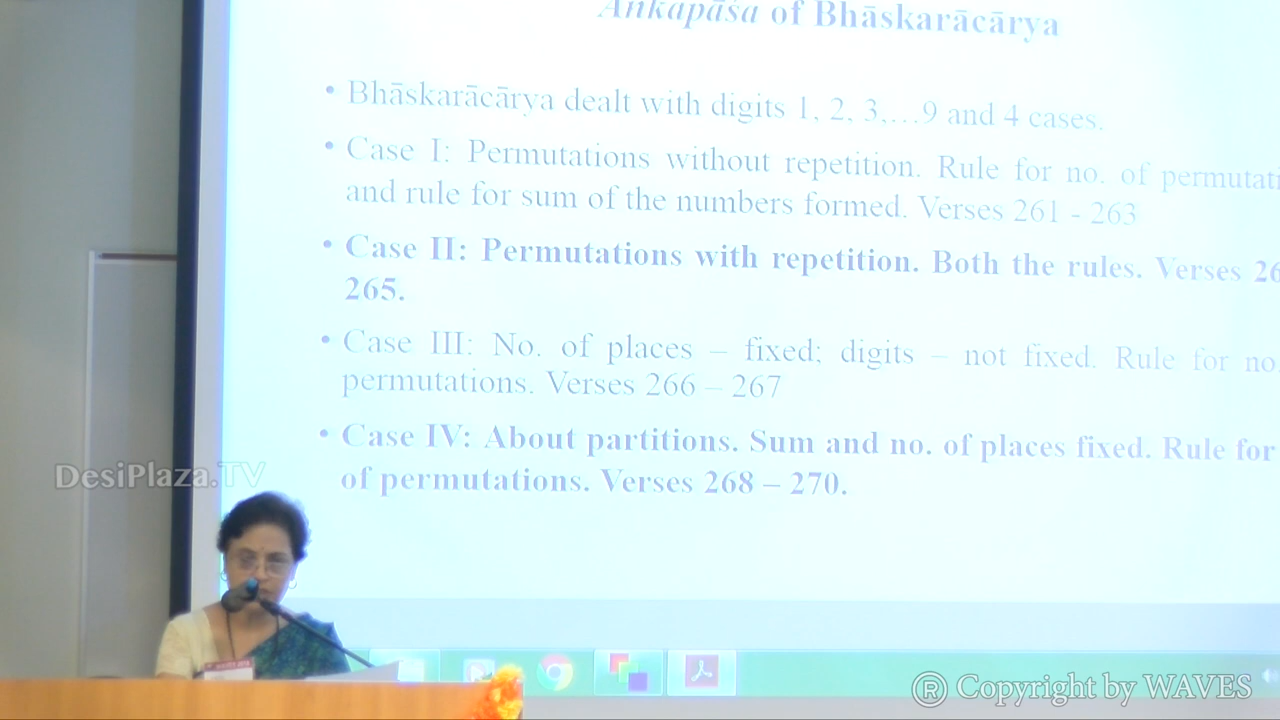 Aṅkapāśa of Bhāskarācārya
• Bhāskarācārya dealt with digits 1, 2, 3,…9 and 4 cases.
• Case I: Permutations without repetition. Rule for no. of permutati
and rule for sum of the numbers formed. Verses 261 - 263
• Case II: Permutations with repetition. Both the rules. Verses 26
265.
• Case III: No. of places – fixed; digits – not fixed. Rule for no.
permutations. Verses 266 – 267
• Case IV: About partitions. Sum and no. of places fixed. Rule for
of permutations. Verses 268 – 270.
DesiPlaza.TV
® Copyright by WAVES